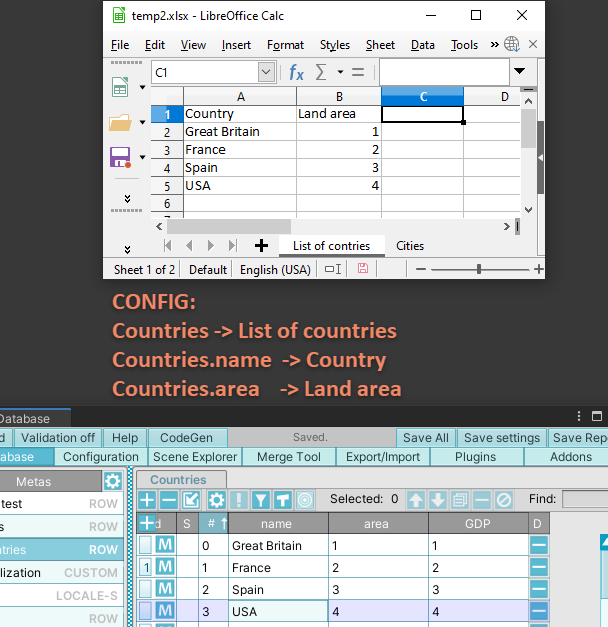 temp2.xlsx - LibreOffice Calc
File Edit View Insert Format Styles Sheet Data Tools »
C1 fx Σ =
A B C D
1 Country Land area
2 Great Britain 1
3 France 2
4 Spain 3
5 USA 4
6
List of contries Cities
Sheet 1 of 2 Default English (USA)
CONFIG:
Countries -> List of countries
Countries.name -> Country
Countries.area -> Land area
Database
d Validation off Help CodeGen Saved. Save All Save settings Save Rep
abase Configuration Scene Explorer Merge Tool Export/Import Plugins Addons
Metas Countries
test ROW Selected: 0 Find:
s ROW d S # name area GDP D
tries ROW M 0 Great Britain 1 1
lization CUSTOM 1 M 1 France 2 2
LOCALE-S M 2 Spain 3 3
ROW M 3 USA 4 4